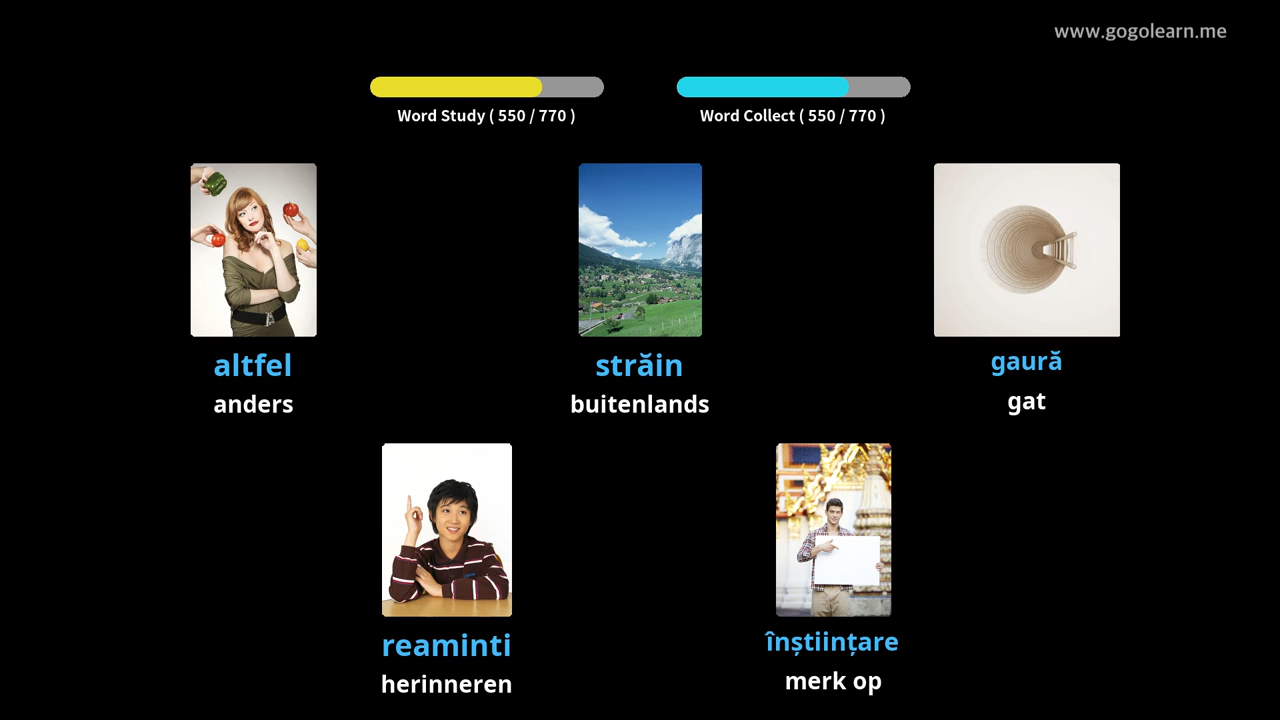 www.gogolearn.me
Word Study ( 550 / 770 )
Word Collect ( 550 / 770 )
altfel
anders
străin
buitenlands
gaură
gat
reaminti
herinneren
înștiințare
merk op